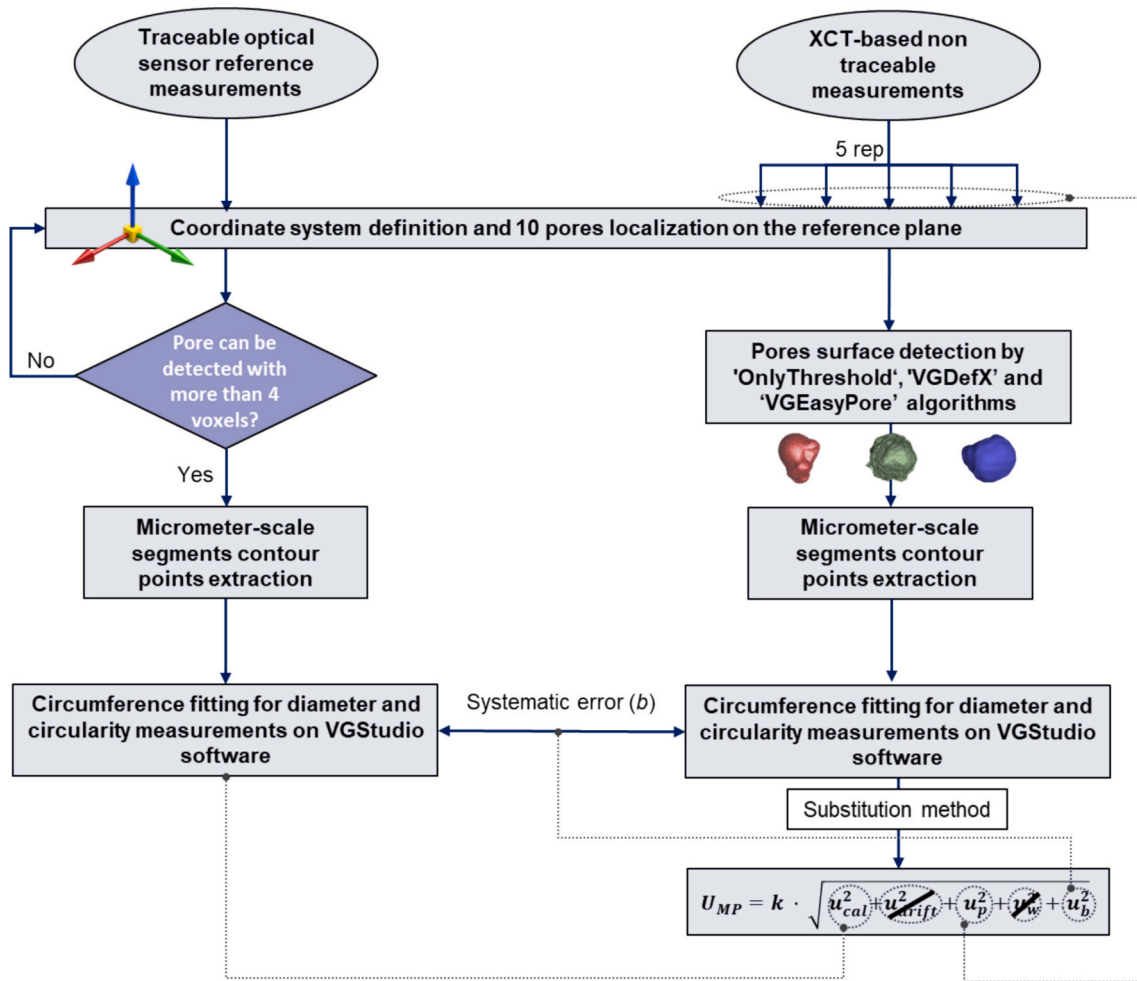 Traceable optical
sensor reference
measurements
XCT-based non
traceable
measurements
5 rep
Coordinate system definition and 10 pores localization on the reference plane
Pore can be
detected with
more than 4
voxels?
No
Yes
Pores surface detection by
'OnlyThreshold‘, 'VGDefX’ and
‘VGEasyPore’ algorithms
Micrometer-scale
segments contour
points extraction
Micrometer-scale
segments contour
points extraction
Circumference fitting for diameter and
circularity measurements on VGStudio
software
Systematic error (b)
Circumference fitting for diameter and
circularity measurements on VGStudio
software
Substitution method
U_MP = k · √(u²_cal + u²_drift + u²_p + u²_w + u²_b)